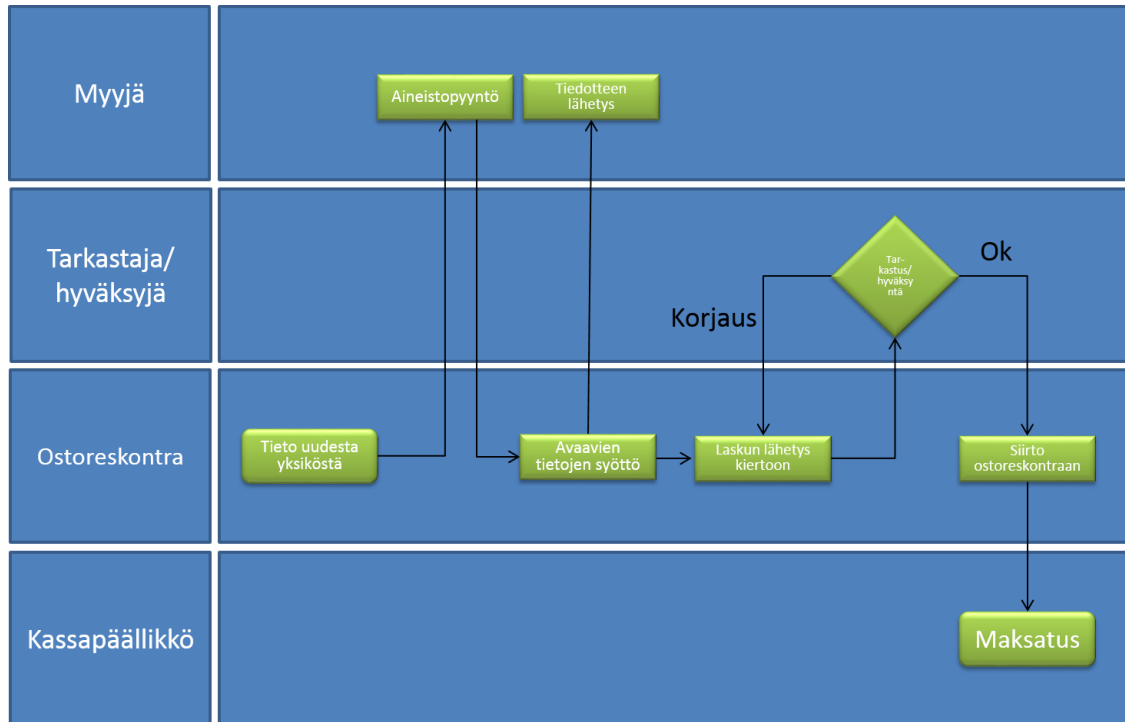 Myyjä
Aineistopyyntö
Tiedotteen
lähetys
Tarkastaja/
hyväksyjä
Tar-
kastus/
hyväksy
ntä
Ok
Korjaus
Ostoreskontra
Tieto uudesta
yksiköstä
Avaavien
tietojen syöttö
Laskun lähetys
kiertoon
Siirto
ostoreskontraan
Kassapäällikkö
Maksatus